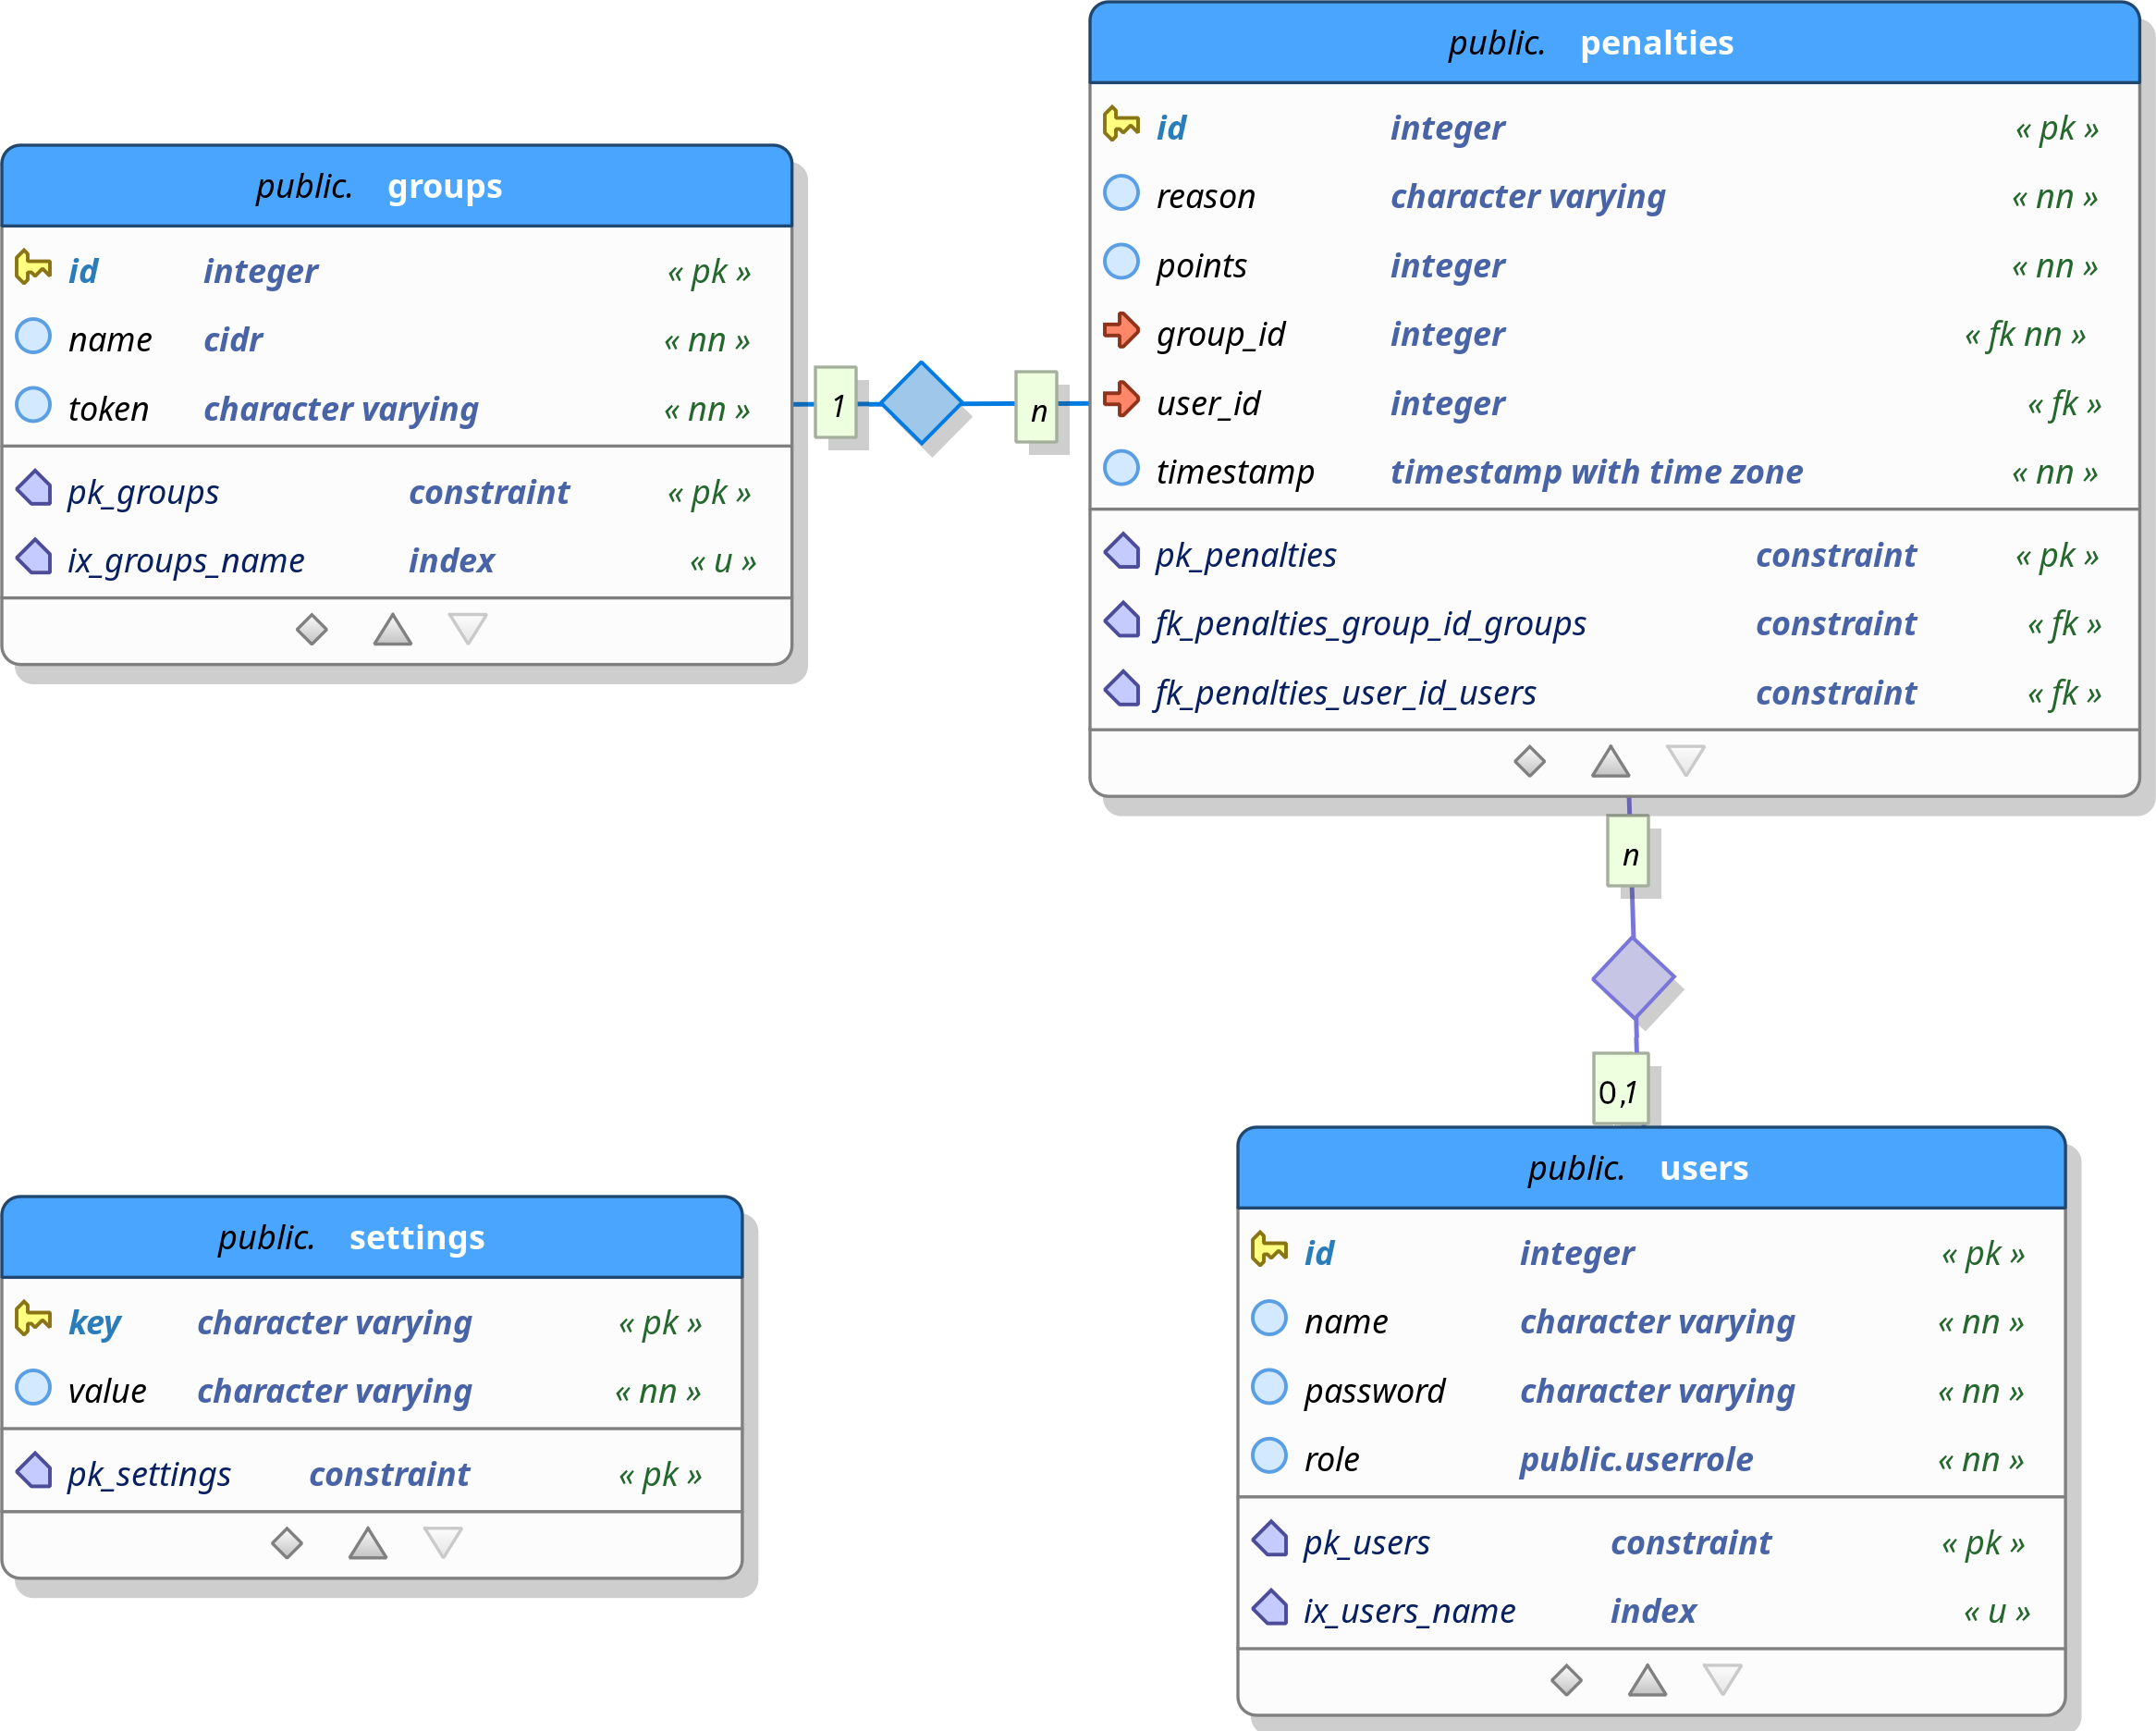 public. penalties
id integer « pk »
reason character varying « nn »
points integer « nn »
group_id integer « fk nn »
user_id integer « fk »
timestamp timestamp with time zone « nn »
pk_penalties constraint « pk »
fk_penalties_group_id_groups constraint « fk »
fk_penalties_user_id_users constraint « fk »
public. groups
id integer « pk »
name cidr « nn »
token character varying « nn »
pk_groups constraint « pk »
ix_groups_name index « u »
1
n
n
0,1
public. settings
key character varying « pk »
value character varying « nn »
pk_settings constraint « pk »
public. users
id integer « pk »
name character varying « nn »
password character varying « nn »
role public.userrole « nn »
pk_users constraint « pk »
ix_users_name index « u »